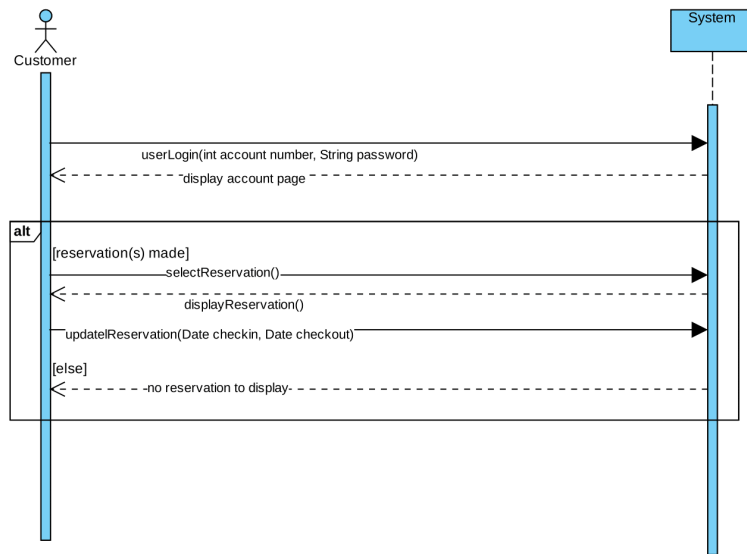 System
Customer
userLogin(int account number, String password)
display account page
alt
[reservation(s) made]
selectReservation()
displayReservation()
updatelReservation(Date checkin, Date checkout)
[else]
no reservation to display